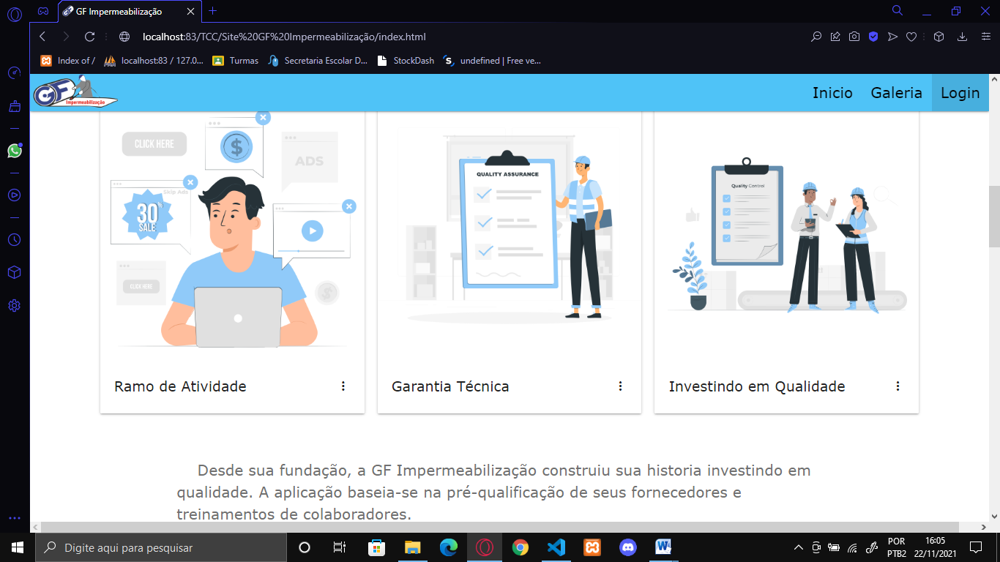 GF Impermeabilização
localhost:83/TCC/Site%20GF%20Impermeabilização/index.html
Index of /
localhost:83 / 127.0...
Turmas
Secretaria Escolar D...
StockDash
undefined | Free ve...
GF
Impermeabilização
Inicio
Galeria
Login
CLICK HERE
$
ADS
Skip Ads
30%
SALE
CLICK HERE
$
QUALITY ASSURANCE
Quality Control
Ramo de Atividade
Garantia Técnica
Investindo em Qualidade
Desde sua fundação, a GF Impermeabilização construiu sua historia investindo em
qualidade. A aplicação baseia-se na pré-qualificação de seus fornecedores e
treinamentos de colaboradores.
Digite aqui para pesquisar
POR
PTB2
16:05
22/11/2021